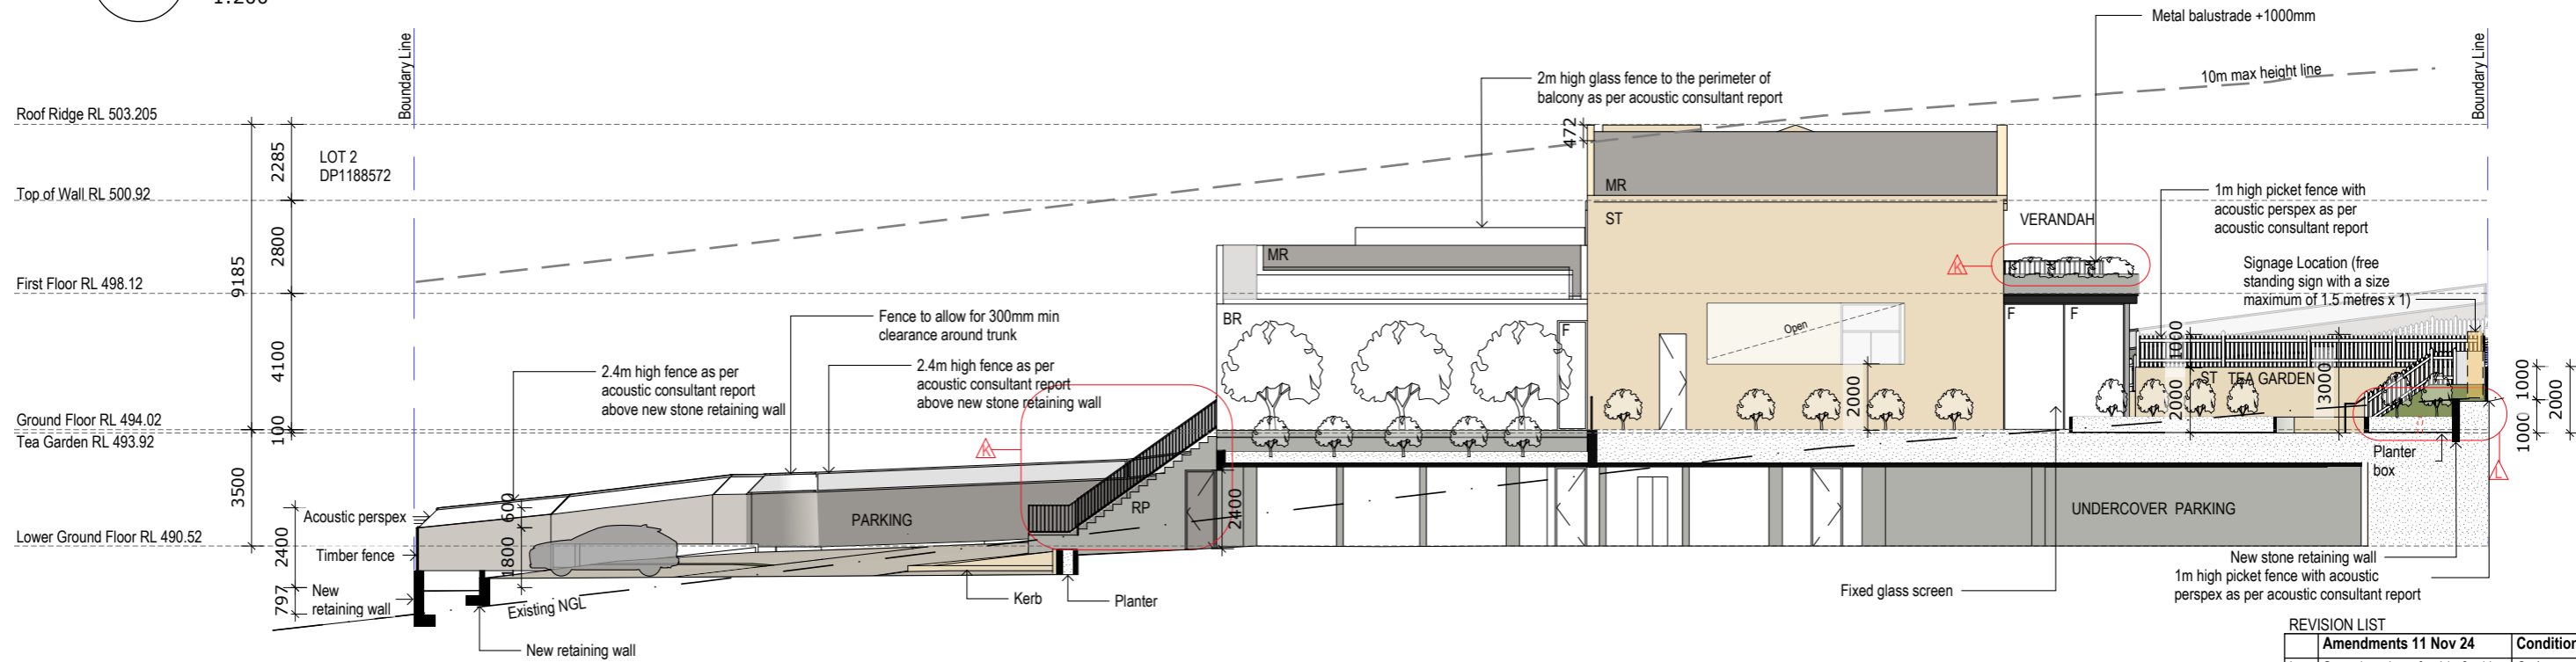 1:200
Metal balustrade +1000mm
Boundary Line
Boundary Line
2m high glass fence to the perimeter of
balcony as per acoustic consultant report
10m max height line
Roof Ridge RL 503.205
472
2285
LOT 2
DP1188572
MR
Top of Wall RL 500.92
1m high picket fence with
acoustic perspex as per
acoustic consultant report
ST
VERANDAH
2800
9185
MR
K
Signage Location (free
standing sign with a size
maximum of 1.5 metres x 1)
First Floor RL 498.12
Fence to allow for 300mm min
clearance around trunk
BR
F
Open
F
F
4100
2.4m high fence as per
acoustic consultant report
above new stone retaining wall
2.4m high fence as per
acoustic consultant report
above new stone retaining wall
1000
ST TEA GARDEN
2000
2000
3000
1000
2000
1000
Ground Floor RL 494.02
100
Tea Garden RL 493.92
K
Planter
box
L
3500
600
Acoustic perspex
PARKING
RP
2400
UNDERCOVER PARKING
Lower Ground Floor RL 490.52
2400
Timber fence
1800
New stone retaining wall
1m high picket fence with acoustic
perspex as per acoustic consultant report
797
New
retaining wall
Existing NGL
Kerb
Planter
Fixed glass screen
New retaining wall
REVISION LIST
Amendments 11 Nov 24
Condition